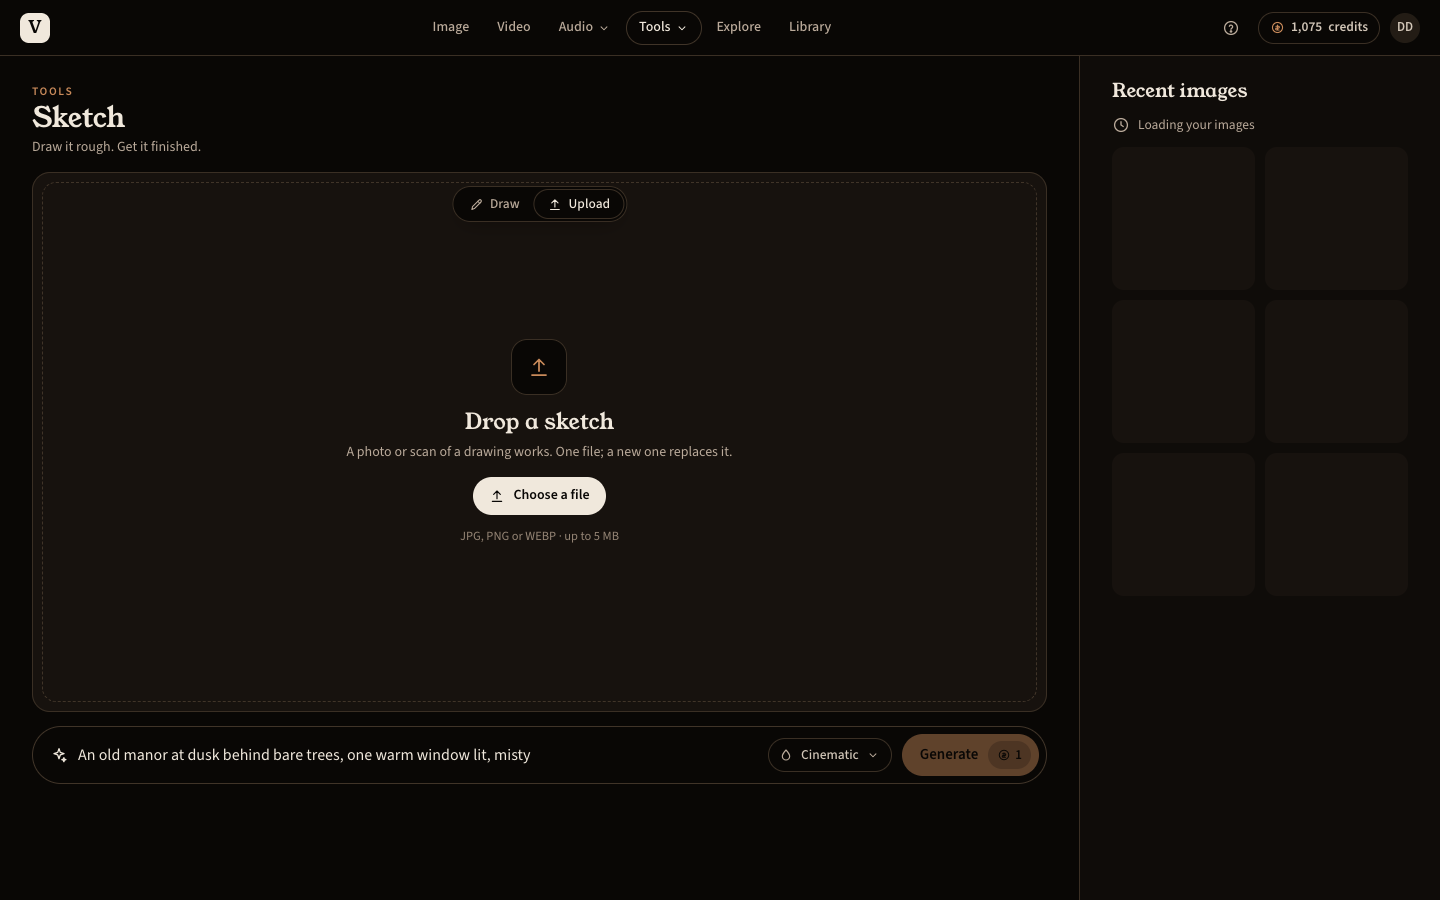 V
Image
Video
Audio
Tools
Explore
Library
1,075 credits
DD
TOOLS
Sketch
Draw it rough. Get it finished.
Draw
Upload
Drop a sketch
A photo or scan of a drawing works. One file; a new one replaces it.
Choose a file
JPG, PNG or WEBP · up to 5 MB
An old manor at dusk behind bare trees, one warm window lit, misty
Cinematic
Generate
1
Recent images
Loading your images